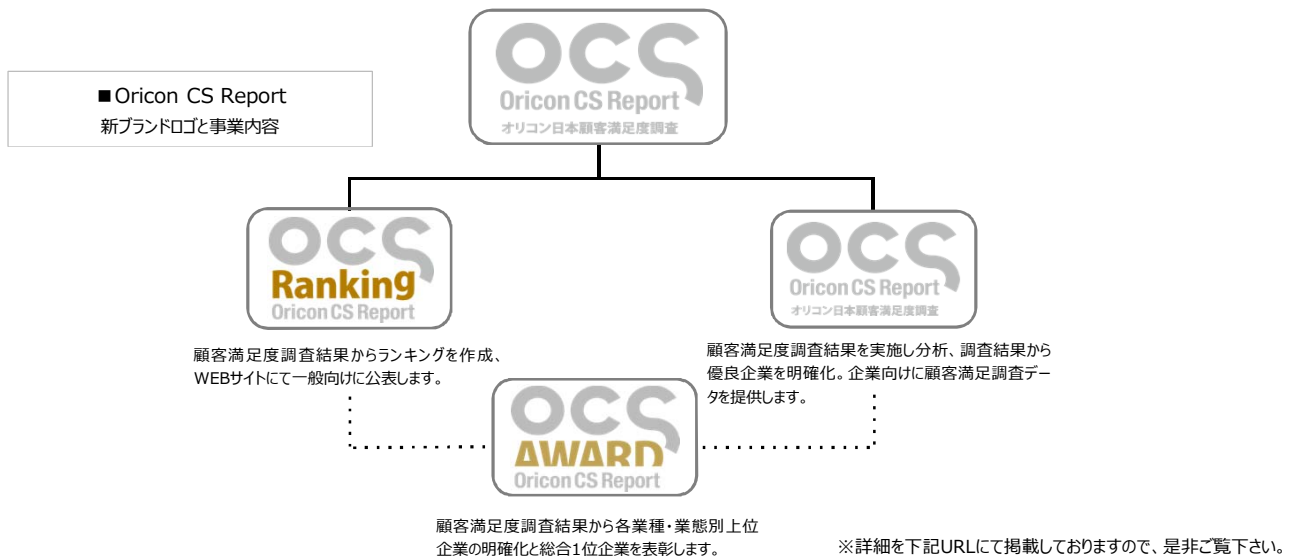 ■Oricon CS Report
新ブランドロゴと事業内容
OCS
Oricon CS Report
オリコン日本顧客満足度調査
OCS
Ranking
Oricon CS Report
顧客満足度調査結果からランキングを作成、
WEBサイトにて一般向けに公表します。
OCS
Oricon CS Report
オリコン日本顧客満足度調査
顧客満足度調査結果を実施し分析、調査結果から
優良企業を明確化。企業向けに顧客満足調査デー
タを提供します。
OCS
AWARD
Oricon CS Report
顧客満足度調査結果から各業種・業態別上位
企業の明確化と総合1位企業を表彰します。
※詳細を下記URLにて掲載しておりますので、是非ご覧下さい。